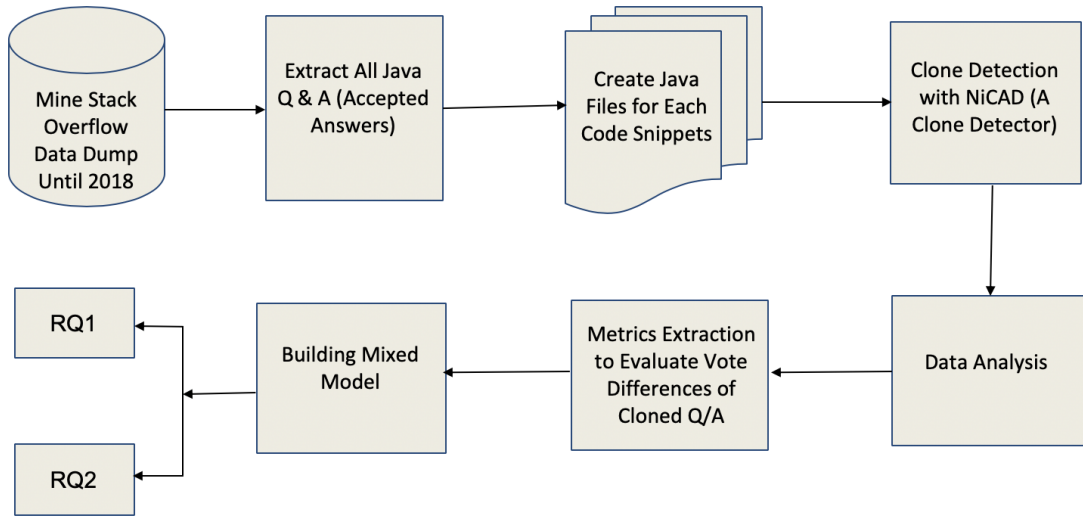 Mine Stack
Overflow
Data Dump
Until 2018
Extract All Java
Q & A (Accepted
Answers)
Create Java
Files for Each
Code Snippets
Clone Detection
with NiCAD (A
Clone Detector)
Data Analysis
Metrics Extraction
to Evaluate Vote
Differences of
Cloned Q/A
Building Mixed
Model
RQ1
RQ2